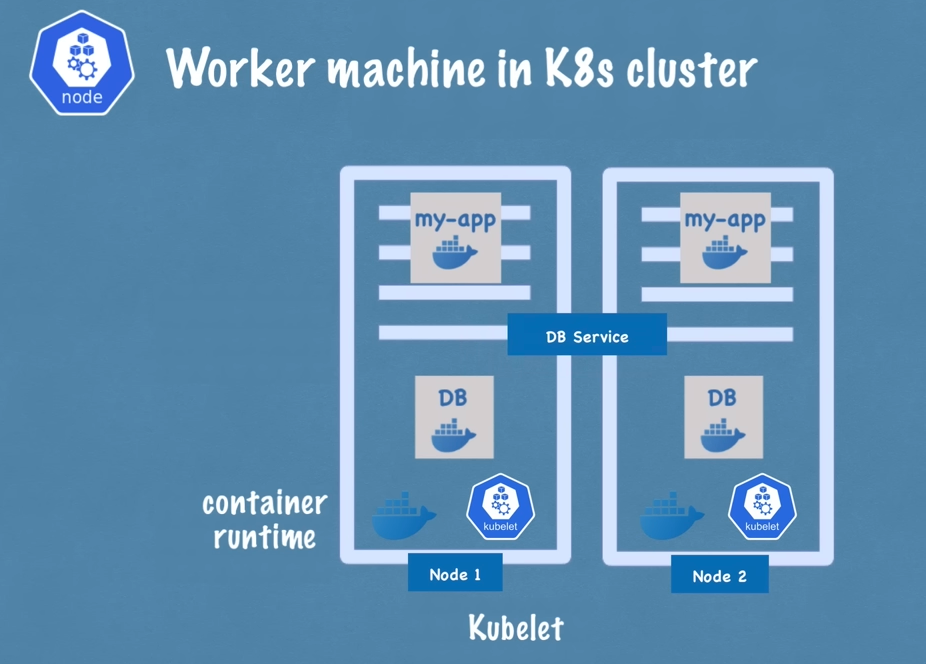 node
Worker machine in K8s cluster
my-app
my-app
DB Service
DB
DB
container
runtime
kubelet
kubelet
Node 1
Node 2
Kubelet